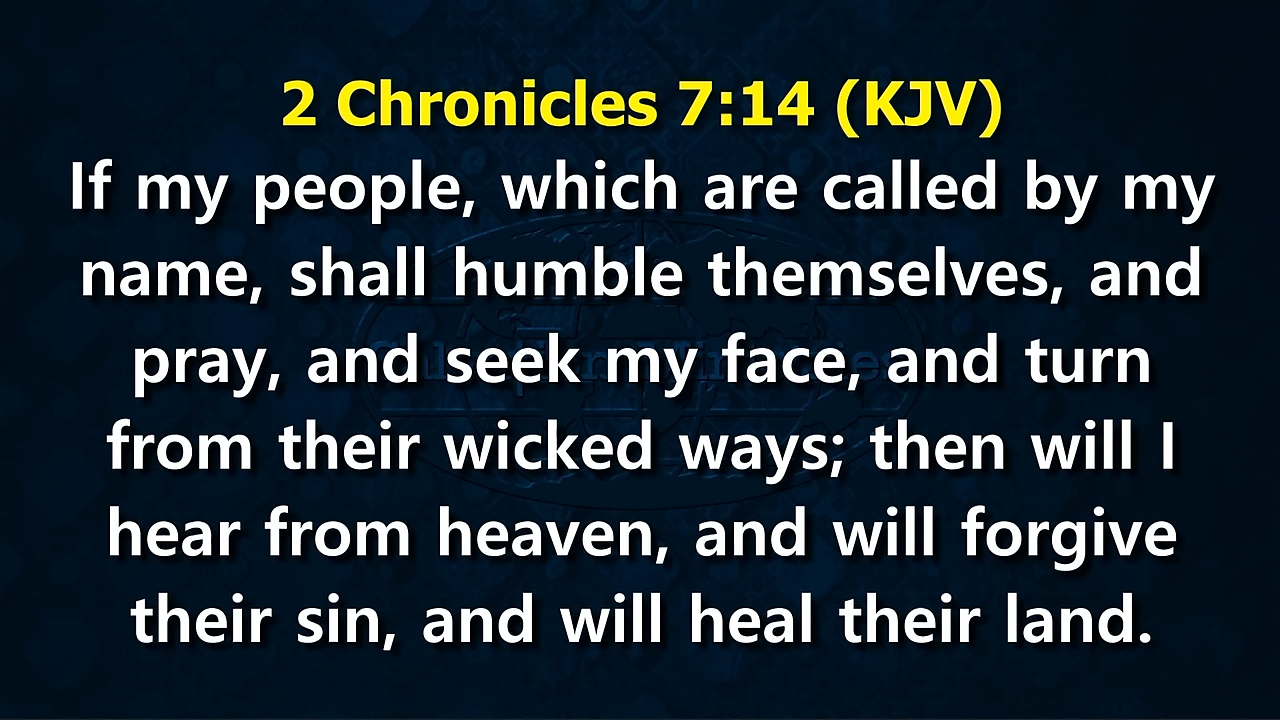 2 Chronicles 7:14 (KJV)
If my people, which are called by my
name, shall humble themselves, and
pray, and seek my face, and turn
from their wicked ways; then will I
hear from heaven, and will forgive
their sin, and will heal their land.